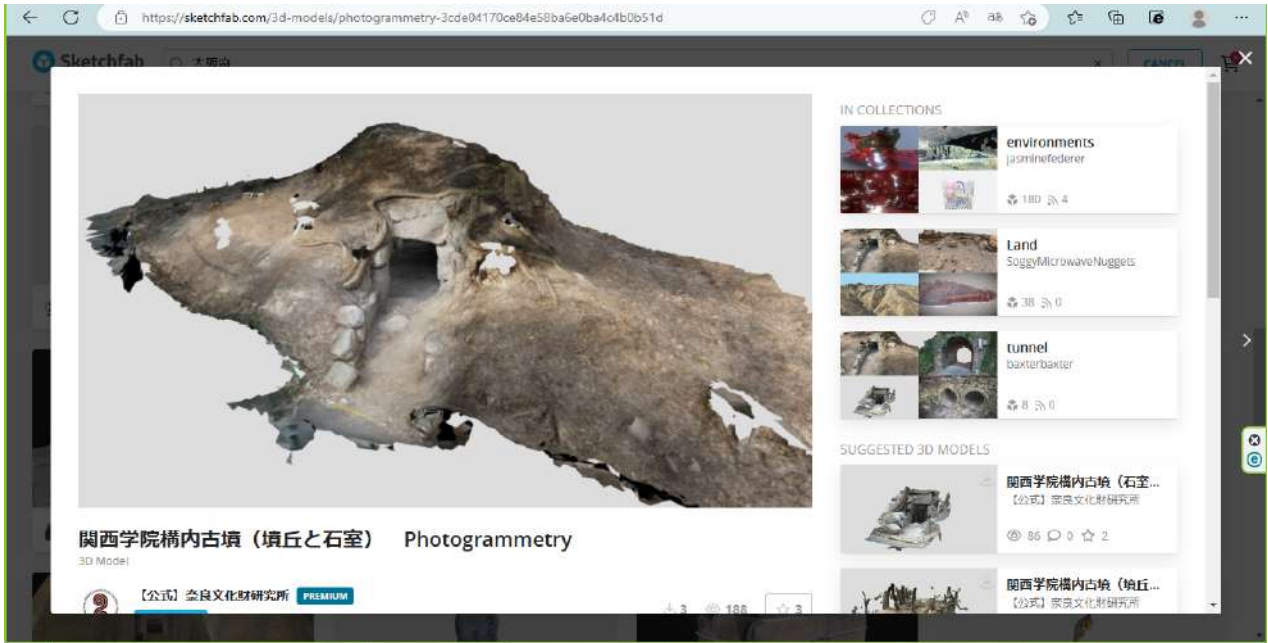 https://sketchfab.com/3d-models/photogrammetry-3cde04170ce84e58ba6e0ba4c4b0b51d
Sketchfab
大阪府
CANCEL
関西学院構内古墳（墳丘と石室） Photogrammetry
3D Model
【公式】奈良文化財研究所 PREMIUM
3 188 3
IN COLLECTIONS
environments
jasminefederer
180 4
Land
SoggyMicrowaveNuggets
38 0
tunnel
baxterbaxter
8 0
SUGGESTED 3D MODELS
関西学院構内古墳（石室...
【公式】奈良文化財研究所
86 0 2
関西学院構内古墳（墳丘...
【公式】奈良文化財研究所